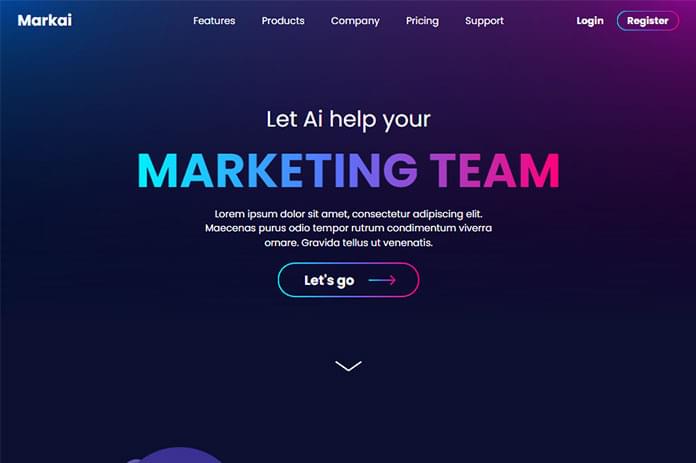 Markai
Features Products Company Pricing Support
Login Register
Let Ai help your
MARKETING TEAM
Lorem ipsum dolor sit amet, consectetur adipiscing elit.
Maecenas purus odio tempor rutrum condimentum viverra
ornare. Gravida tellus ut venenatis.
Let's go